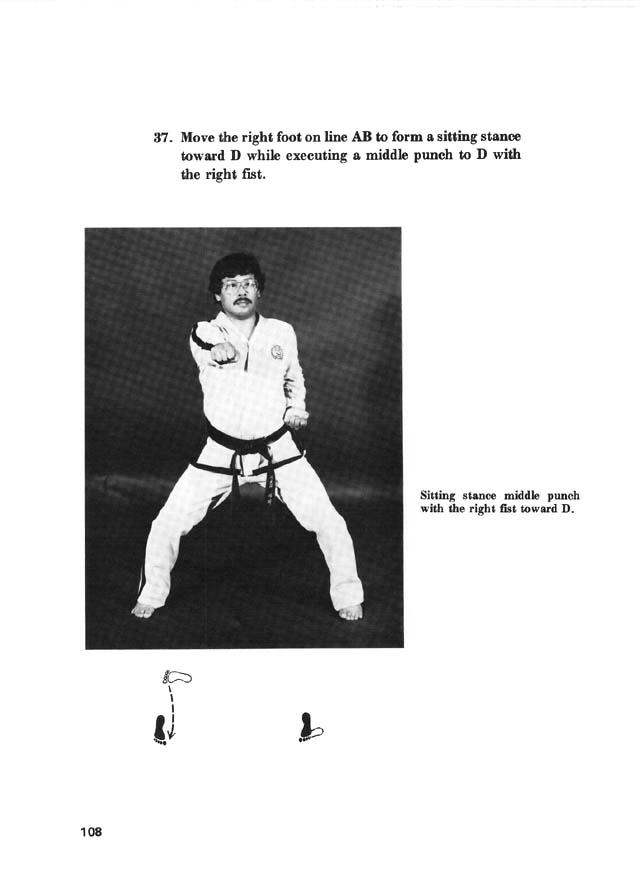 37. Move the right foot on line AB to form a sitting stance
toward D while executing a middle punch to D with
the right fist.
Sitting stance middle punch
with the right fist toward D.
108